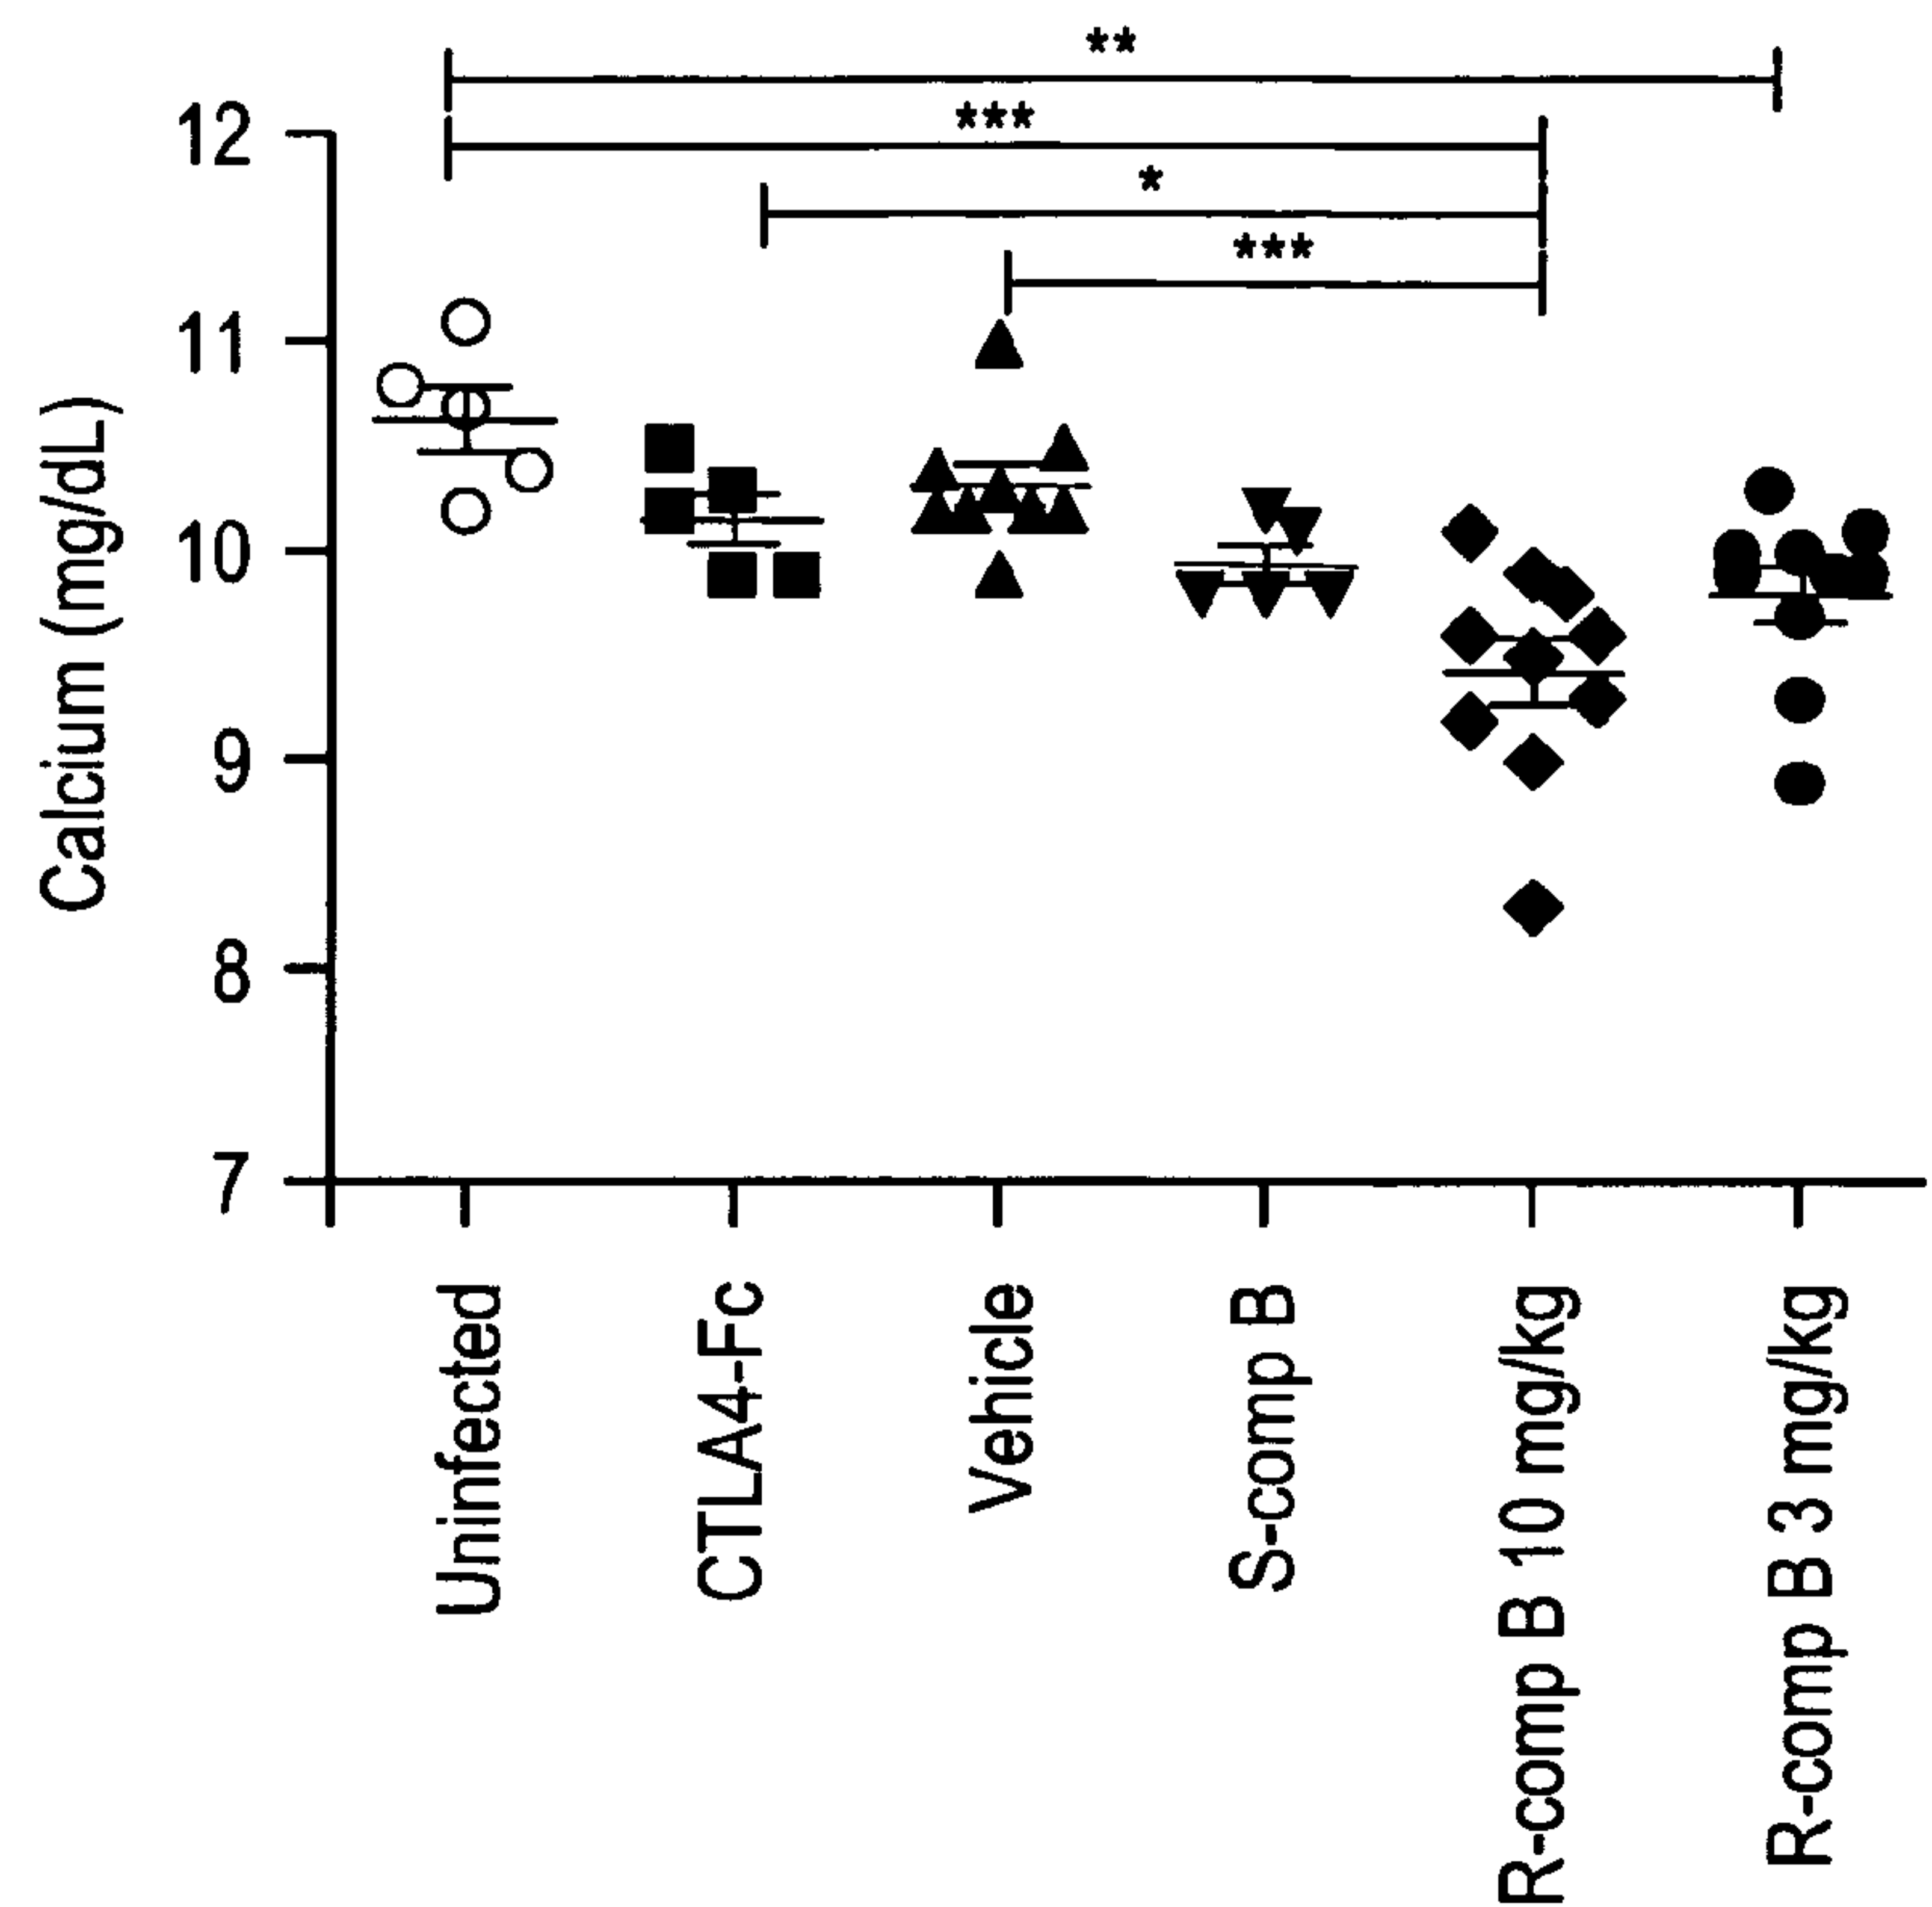 **
***
*
***
12
11
10
9
8
7
Calcium (mg/dL)
Uninfected
CTLA4-Fc
Vehicle
S-comp B
R-comp B 10 mg/kg
R-comp B 3 mg/kg